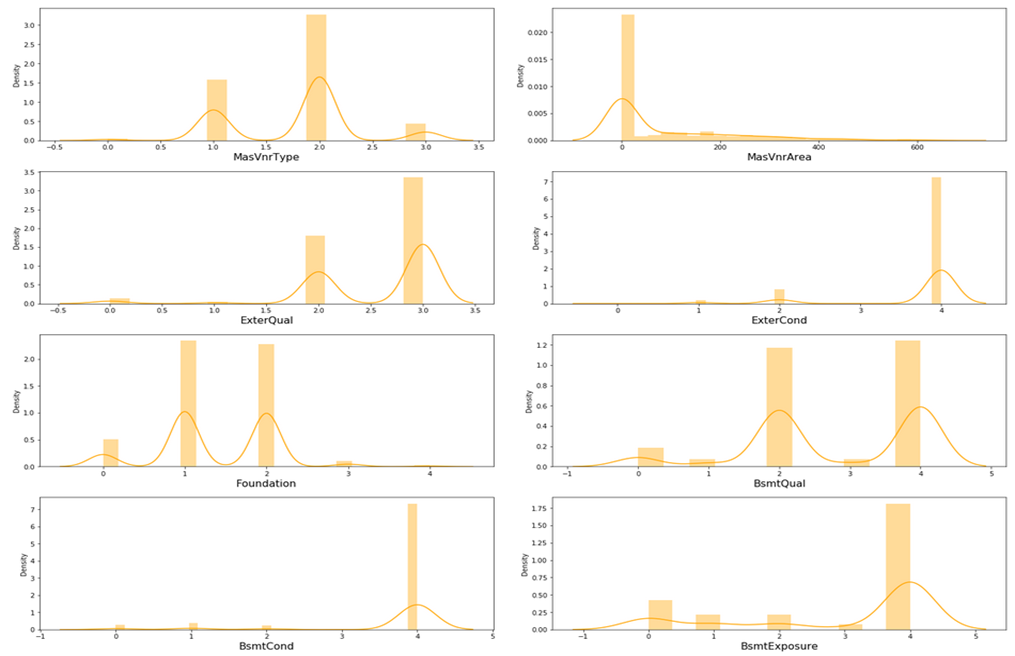 3.0
2.5
2.0
1.5
1.0
0.5
0.0
Density
−0.5 0.0 0.5 1.0 1.5 2.0 2.5 3.0 3.5
MasVnrType
0.020
0.015
0.010
0.005
0.000
Density
0 200 400 600
MasVnrArea
3.5
3.0
2.5
2.0
1.5
1.0
0.5
0.0
Density
−0.5 0.0 0.5 1.0 1.5 2.0 2.5 3.0 3.5
ExterQual
7
6
5
4
3
2
1
0
Density
0 1 2 3 4
ExterCond
2.0
1.5
1.0
0.5
0.0
Density
0 1 2 3 4
Foundation
1.2
1.0
0.8
0.6
0.4
0.2
0.0
Density
−1 0 1 2 3 4 5
BsmtQual
7
6
5
4
3
2
1
0
Density
−1 0 1 2 3 4 5
BsmtCond
1.75
1.50
1.25
1.00
0.75
0.50
0.25
0.00
Density
−1 0 1 2 3 4 5
BsmtExposure